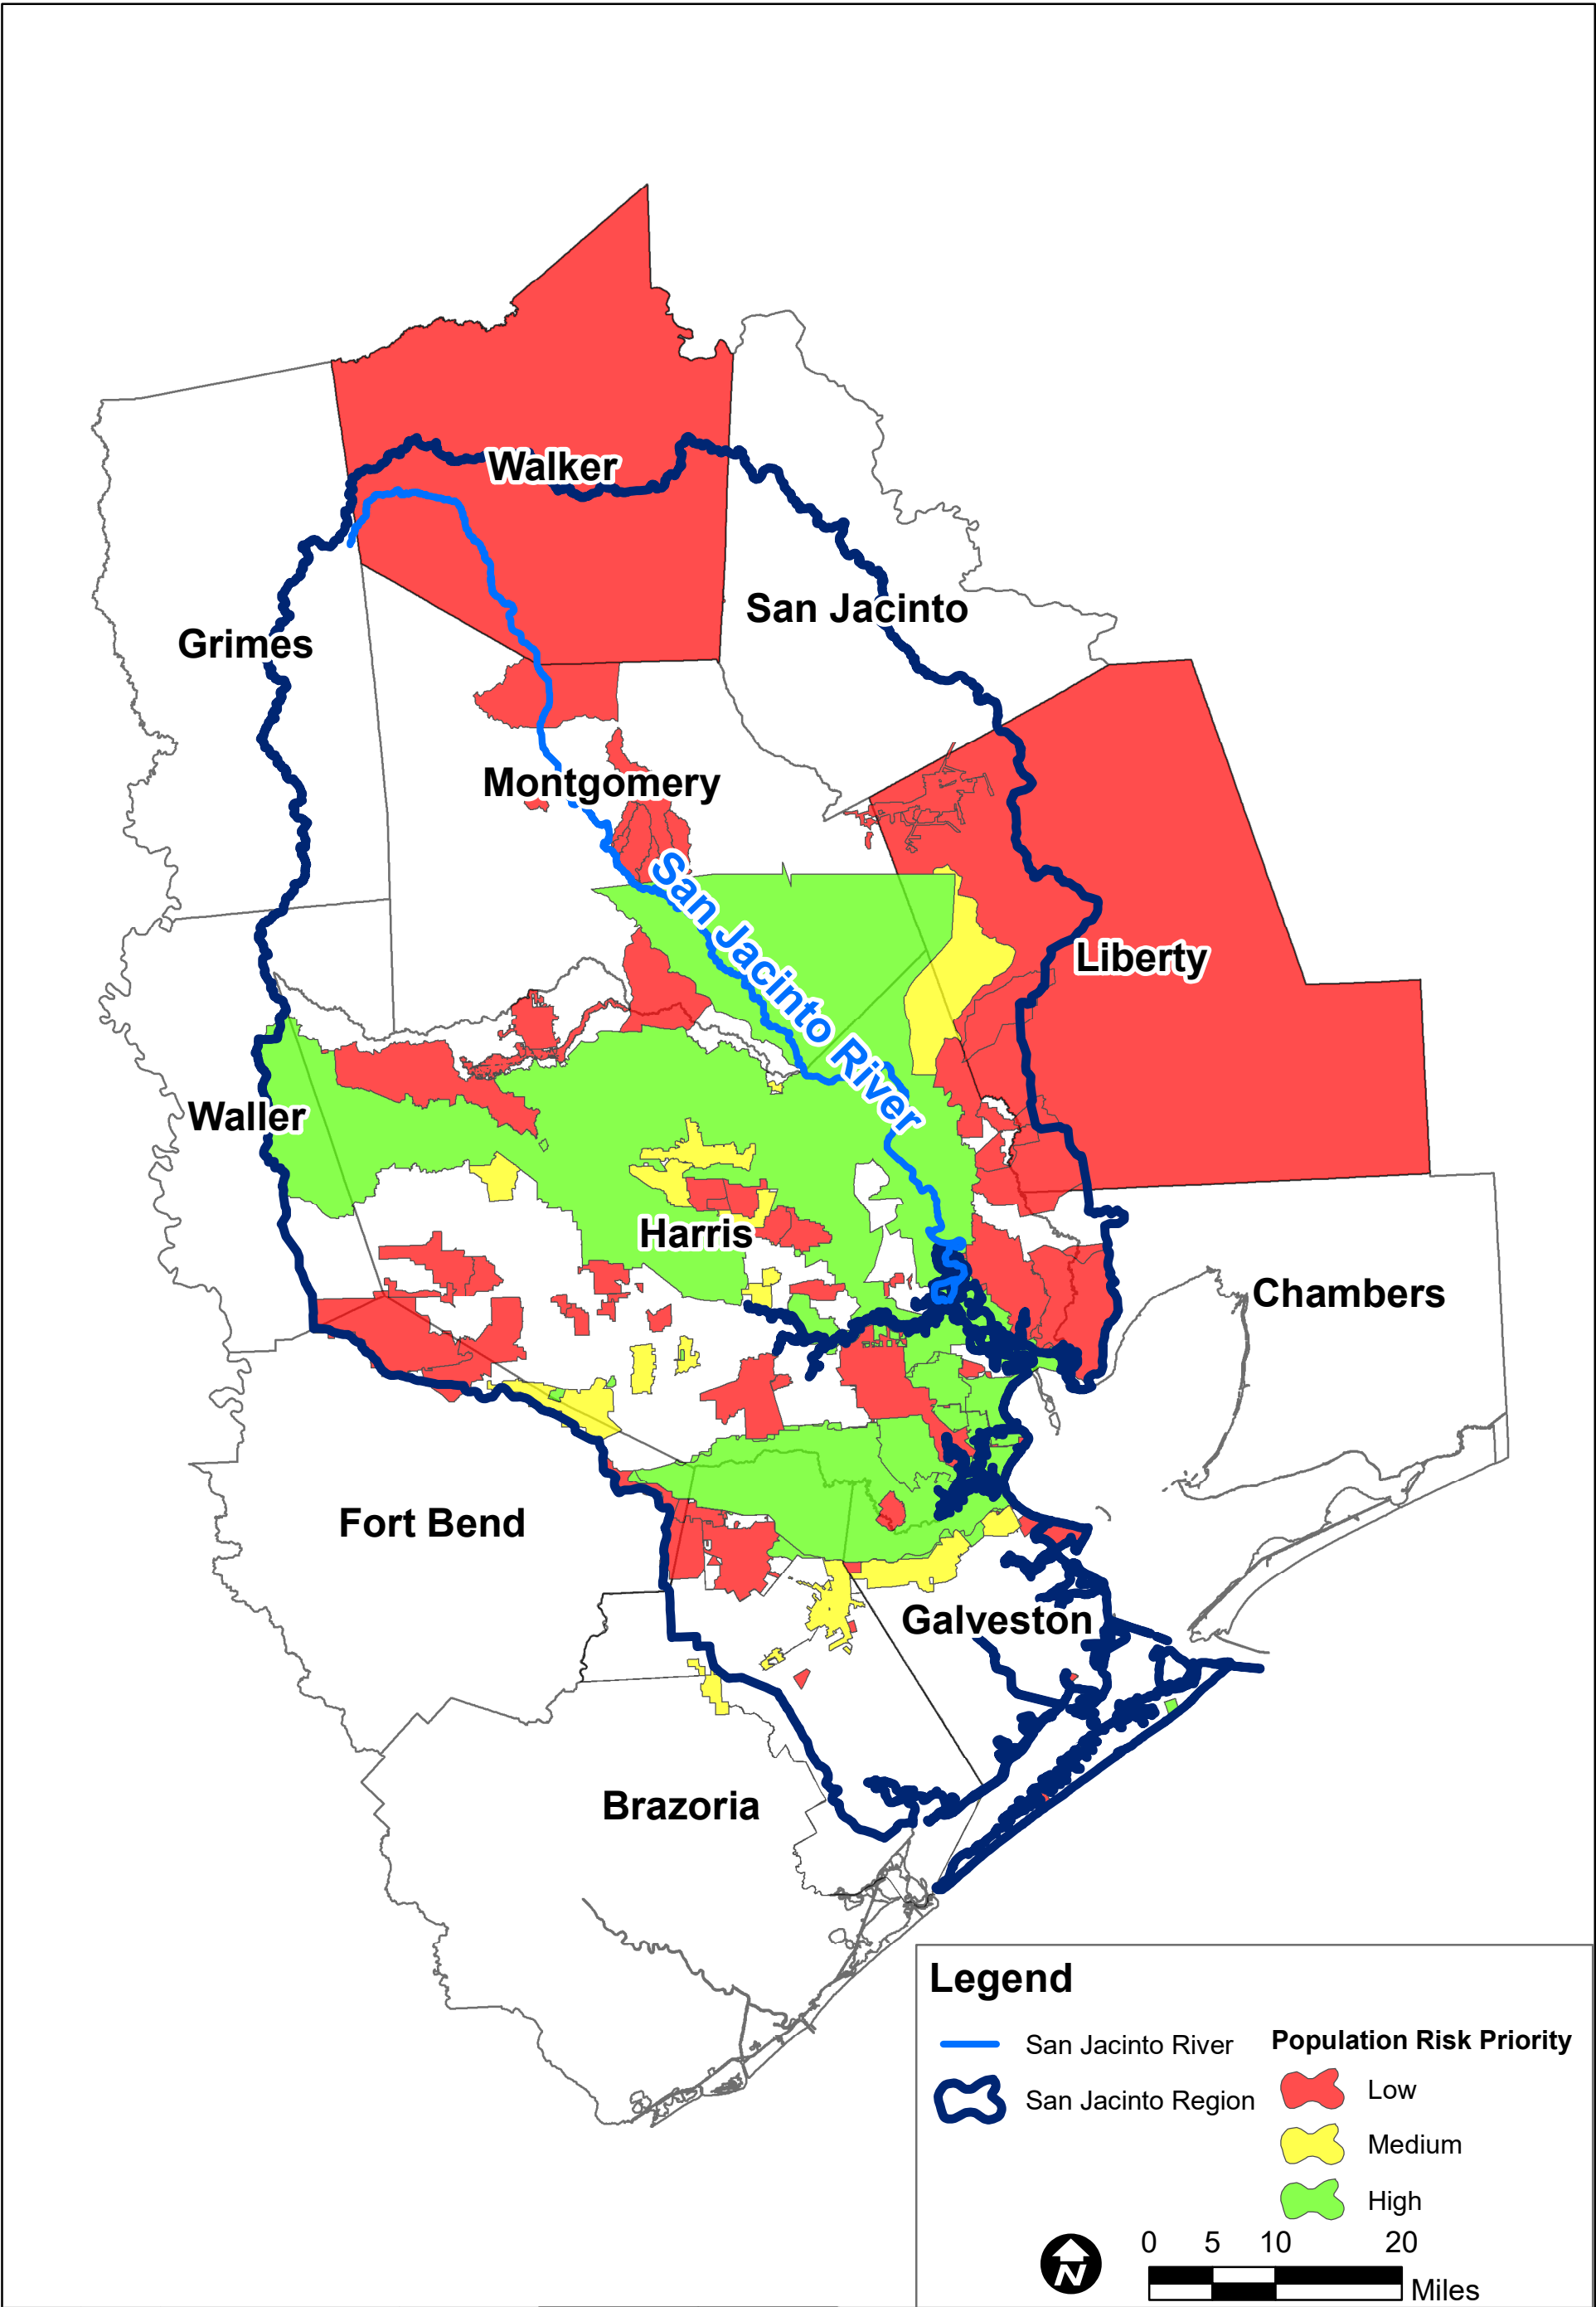 Walker
San Jacinto
Grimes
Montgomery
San Jacinto River
Liberty
Waller
Harris
Chambers
Fort Bend
Galveston
Brazoria
Legend
San Jacinto River
San Jacinto Region
Population Risk Priority
Low
Medium
High
N
0 5 10 20
Miles